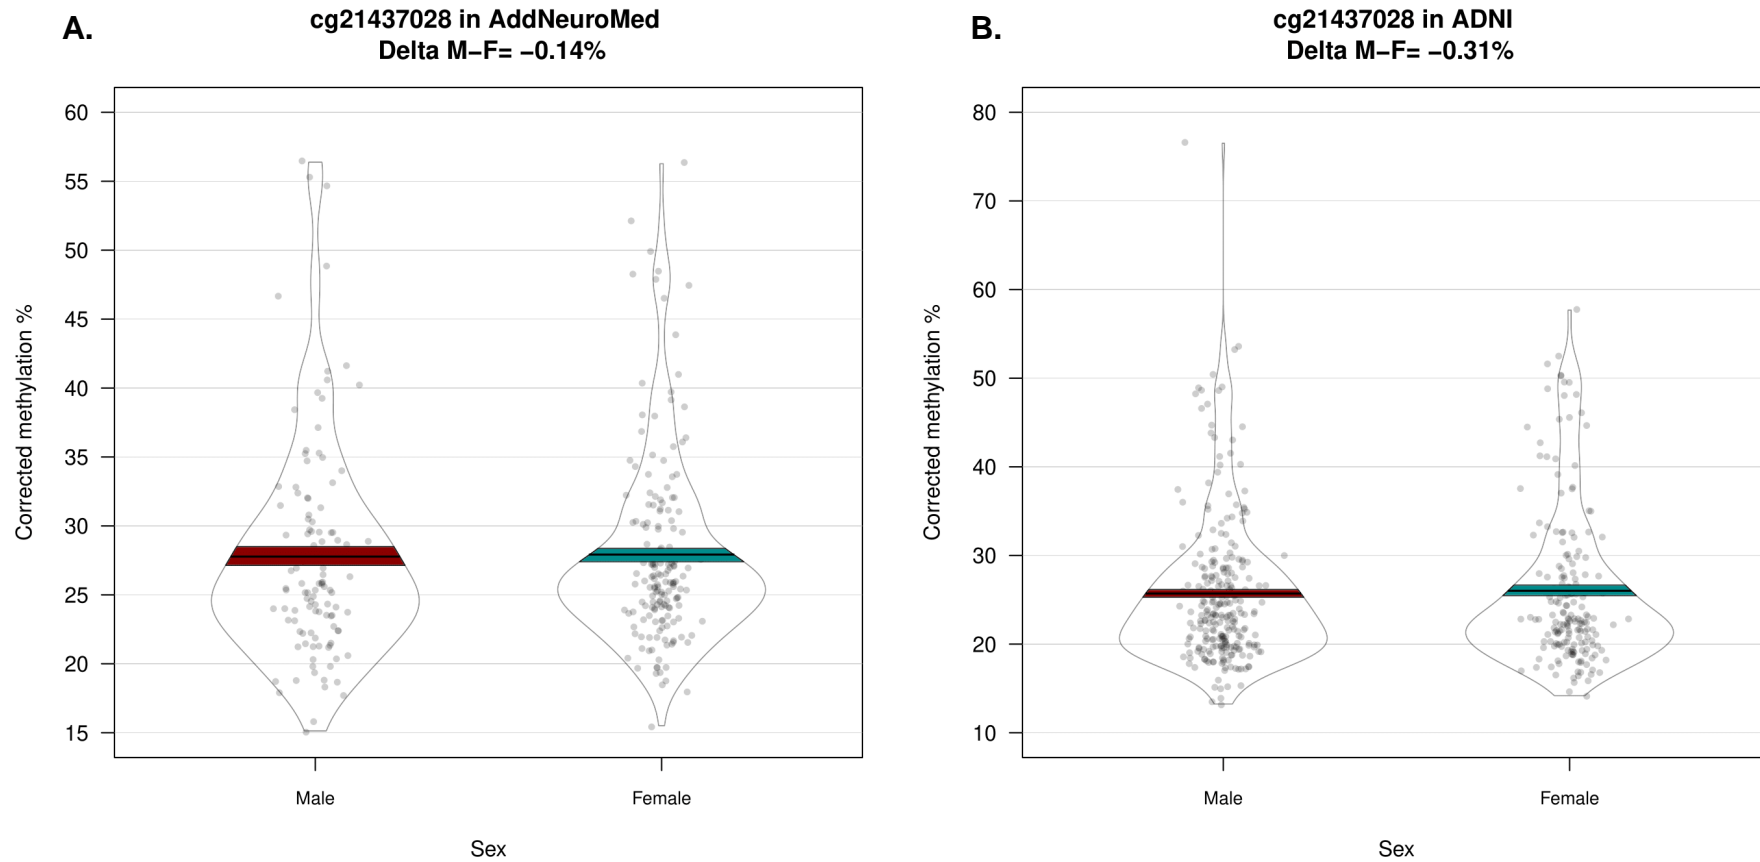 A.
cg21437028 in AddNeuroMed
Delta M−F= −0.14%
60
55
50
45
40
35
30
25
20
15
Corrected methylation %
Male
Female
Sex
B.
cg21437028 in ADNI
Delta M−F= −0.31%
80
70
60
50
40
30
20
10
Corrected methylation %
Male
Female
Sex